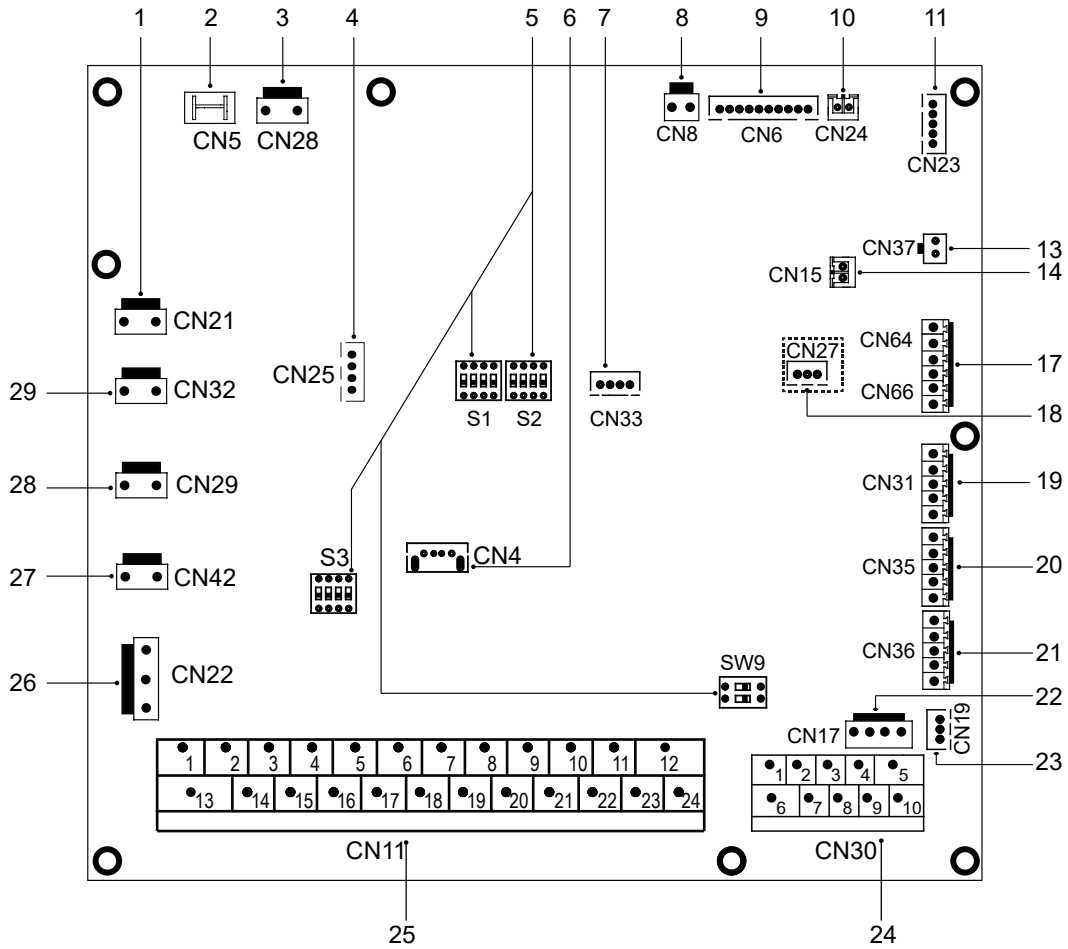 1 2 3 4 5 6 7 8 9 10 11
CN5 CN28 CN8 CN6 CN24 CN23
CN37 13
CN15 14
CN21 CN64
CN25 CN27 17
29 CN32 CN66
S1 S2 CN33 18
28 CN29 CN31 19
S3 CN4
27 CN42 CN35 20
CN36 21
SW9
26 CN22 22
CN17 CN19
23
1 2 3 4 5 6 7 8 9 10 11 12
1 2 3 4 5
13 14 15 16 17 18 19 20 21 22 23 24
6 7 8 9 10
CN11 CN30
25 24